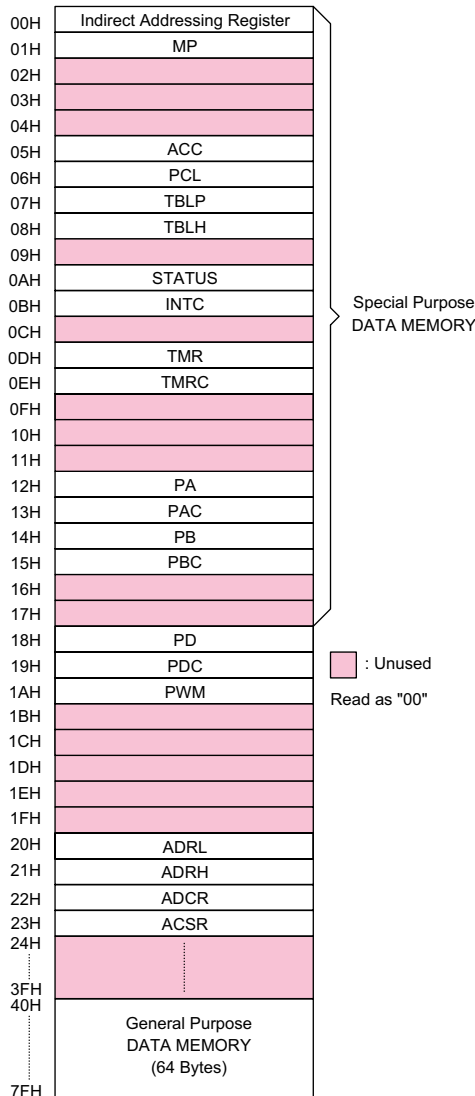 00H Indirect Addressing Register
01H MP
02H
03H
04H
05H ACC
06H PCL
07H TBLP
08H TBLH
09H
0AH STATUS
0BH INTC
0CH
0DH TMR
0EH TMRC
0FH
10H
11H
12H PA
13H PAC
14H PB
15H PBC
16H
17H
18H PD
19H PDC
1AH PWM
1BH
1CH
1DH
1EH
1FH
20H ADRL
21H ADRH
22H ADCR
23H ACSR
24H
3FH
40H
General Purpose
DATA MEMORY
(64 Bytes)
7FH
Special Purpose
DATA MEMORY
: Unused
Read as "00"